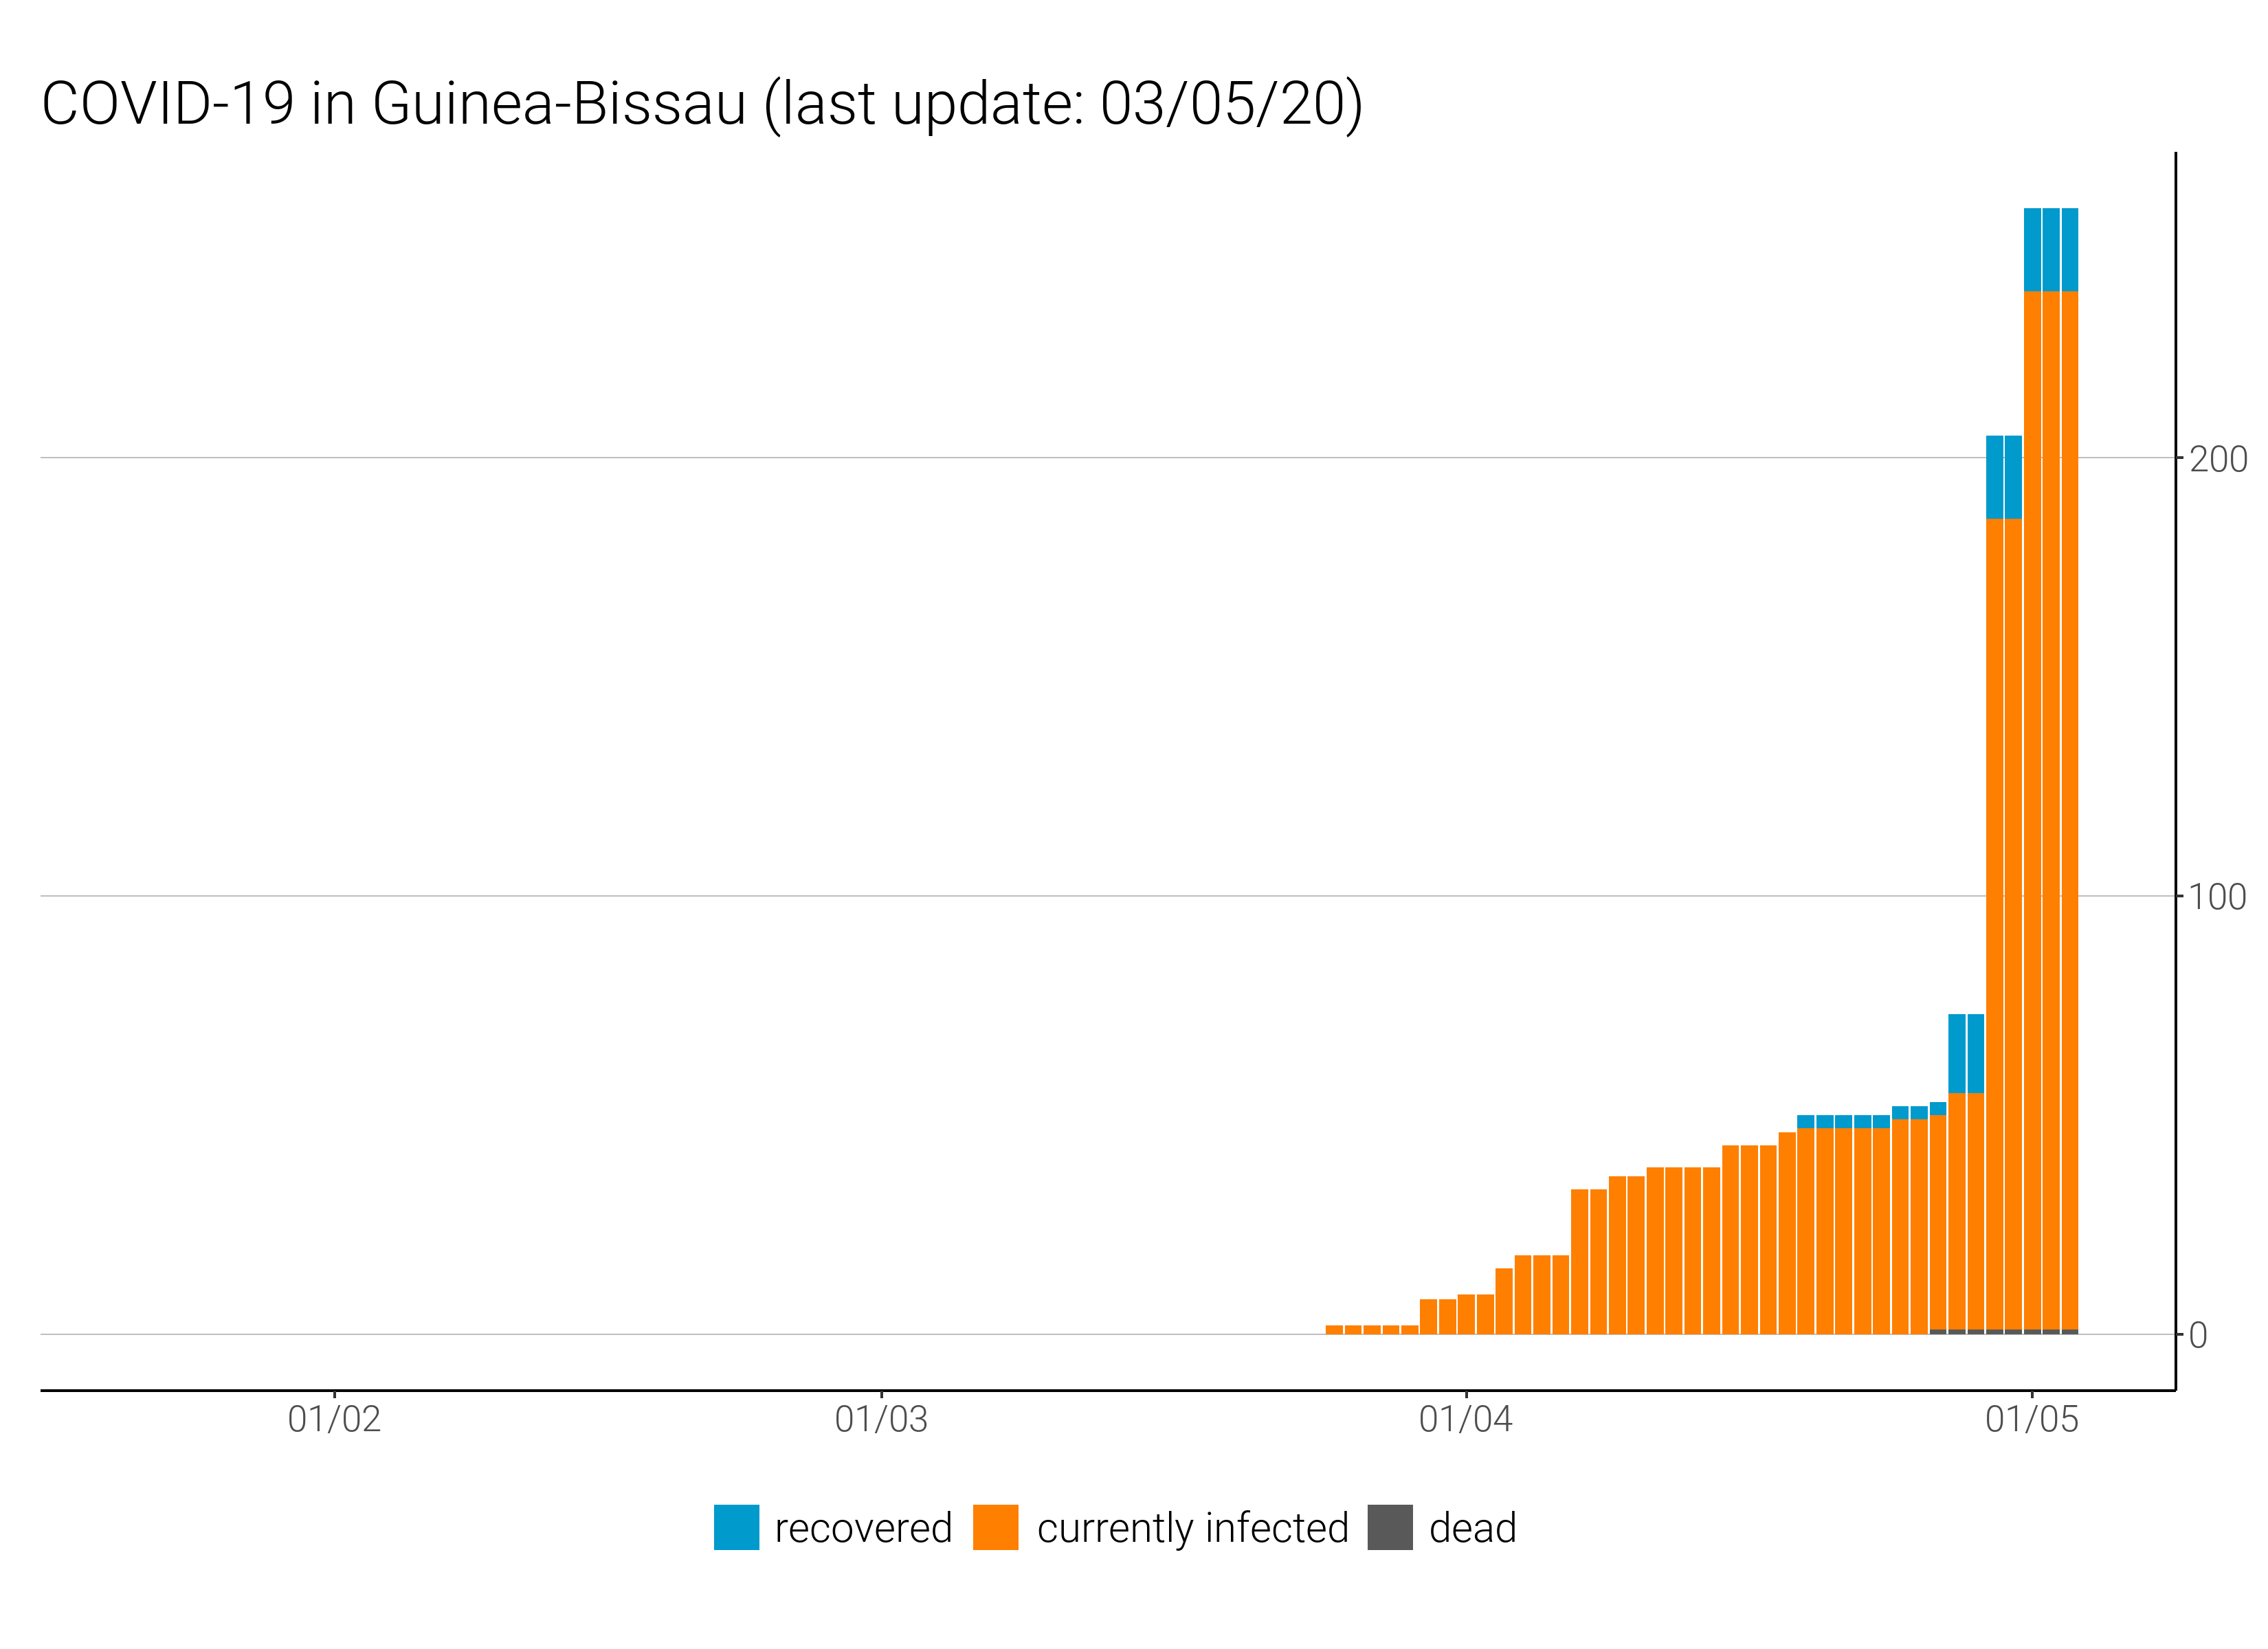 COVID-19 in Guinea-Bissau (last update: 03/05/20)
200
100
0
01/02 01/03 01/04 01/05
recovered currently infected dead